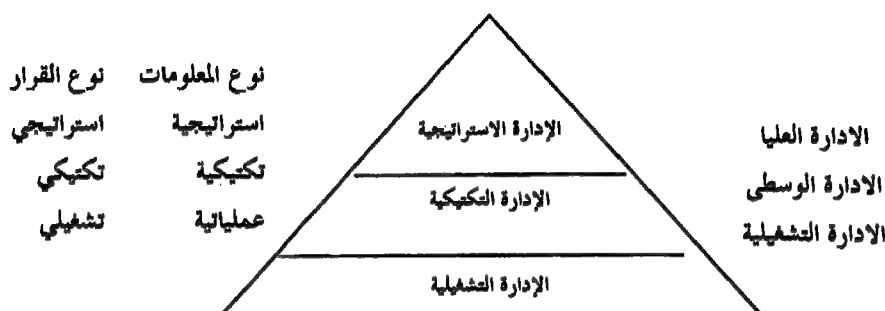 نوع المعلومات نوع القرار
الإدارة الاستراتيجية
استراتيجية استراتيجي
الادارة العليا
تكتيكية تكتيكي
الادارة الوسطى
الإدارة التكتيكية
عملياتية تشغيلي
الادارة التشغيلية
الإدارة التشغيلية